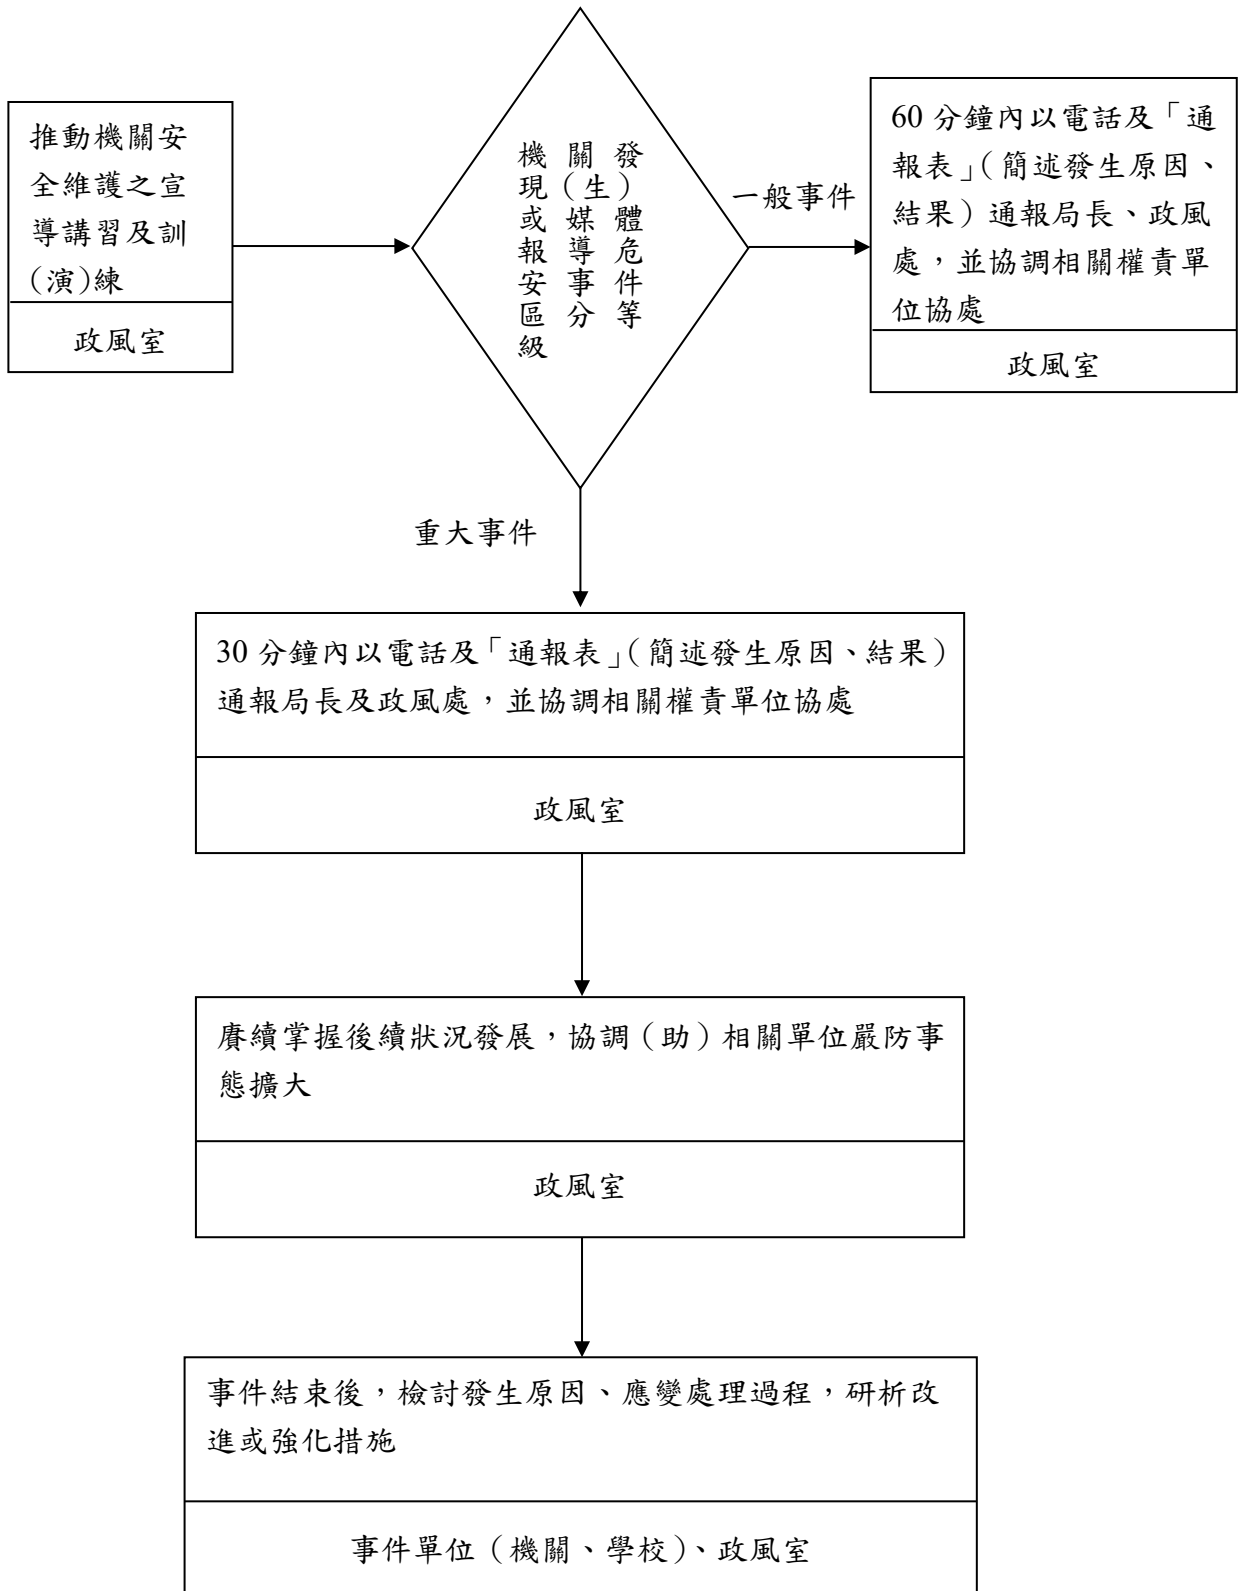 推動機關安
全維護之宣
導講習及訓
(演)練
政風室
機關發
現（生）
或媒體
報導危
安事件
區分等
級
一般事件
60 分鐘內以電話及「通
報表」（簡述發生原因、
結果）通報局長、政風
處，並協調相關權責單
位協處
政風室
重大事件
30 分鐘內以電話及「通報表」（簡述發生原因、結果）
通報局長及政風處，並協調相關權責單位協處
政風室
賡續掌握後續狀況發展，協調（助）相關單位嚴防事
態擴大
政風室
事件結束後，檢討發生原因、應變處理過程，研析改
進或強化措施
事件單位（機關、學校）、政風室